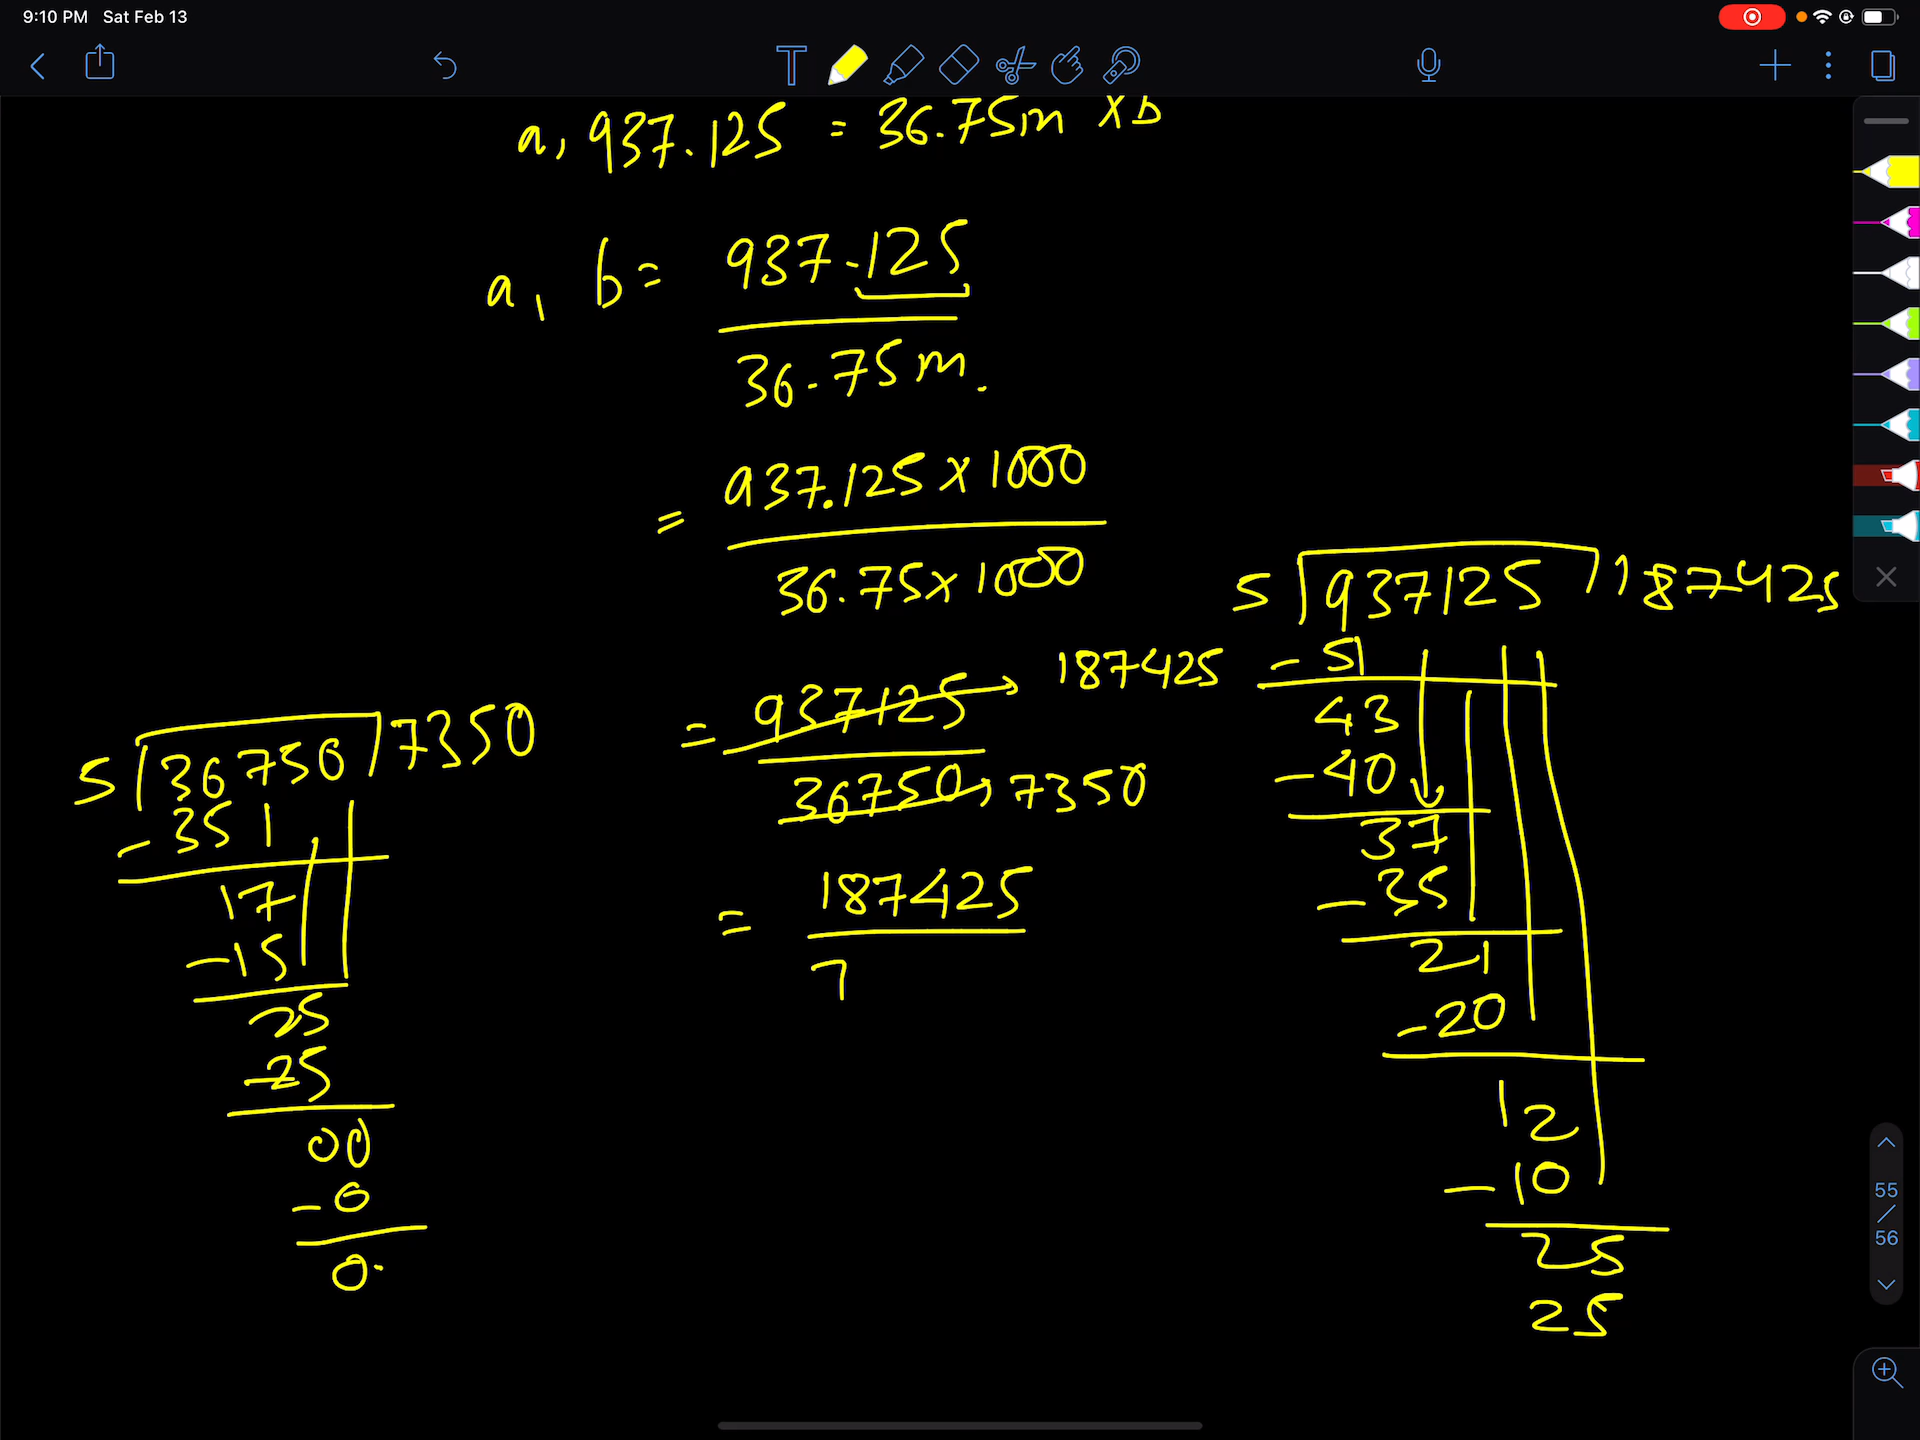 9:10 PM Sat Feb 13
a, 937.125 = 36.75m × b
a, b = 937.125
36.75m.
= 937.125 × 1000
36.75 × 1000
= 937125 → 187425
36750, 7350
= 187425
7
5 36750 7350
- 35
17
- 15
25
- 25
00
- 0
0.
5 937125 187425
- 5
43
- 40
37
- 35
21
- 20
12
- 10
25
25
55
/
56